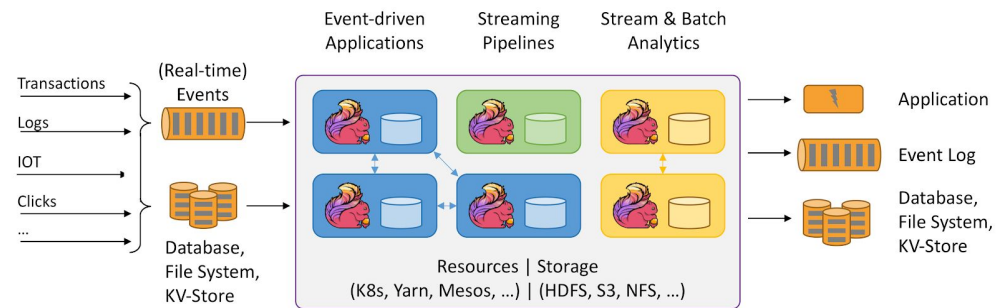 Event-driven
Applications
Streaming
Pipelines
Stream & Batch
Analytics
Transactions
Logs
IOT
Clicks
...
(Real-time)
Events
Database,
File System,
KV-Store
Resources | Storage
(K8s, Yarn, Mesos, ...) | (HDFS, S3, NFS, ...)
Application
Event Log
Database,
File System,
KV-Store